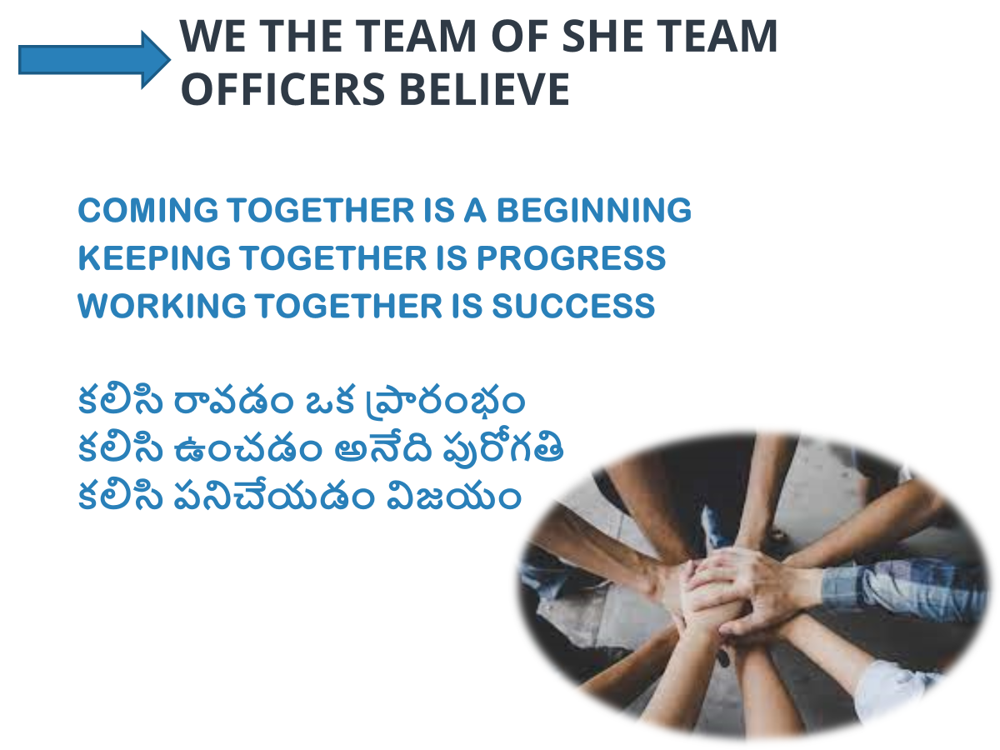 WE THE TEAM OF SHE TEAM
OFFICERS BELIEVE
COMING TOGETHER IS A BEGINNING
KEEPING TOGETHER IS PROGRESS
WORKING TOGETHER IS SUCCESS
కలిసి రావడం ఒక ప్రారంభం
కలిసి ఉంచడం అనేది పురోగతి
కలిసి పనిచేయడం విజయం